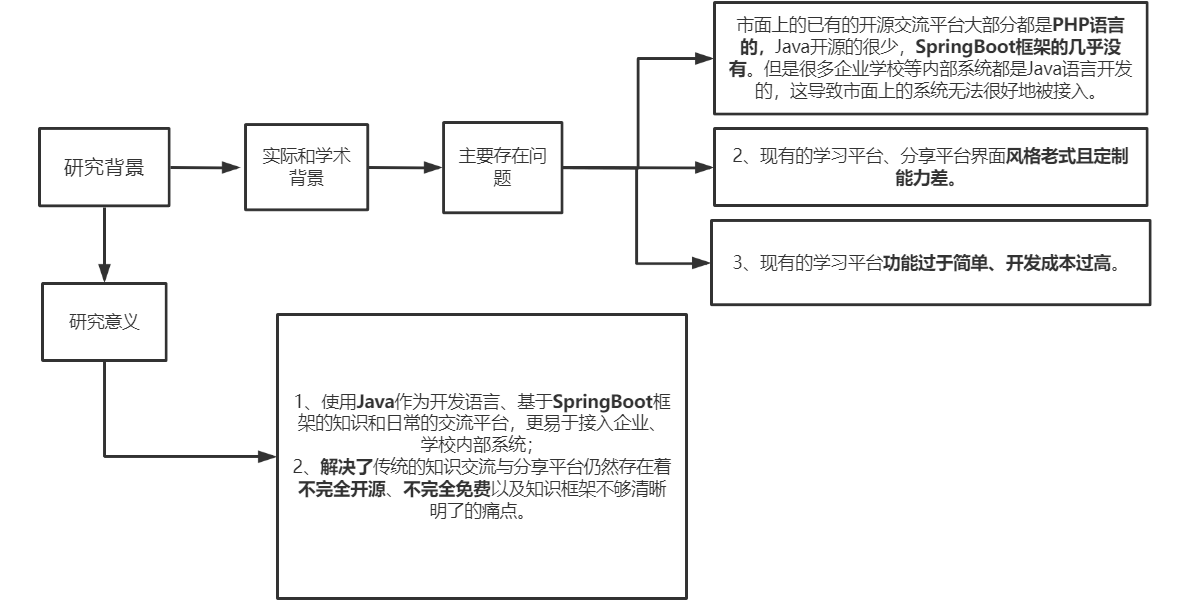 研究背景
实际和学术
背景
主要存在问
题
市面上的已有的开源交流平台大部分都是PHP语言
的，Java开源的很少，SpringBoot框架的几乎没
有。但是很多企业学校等内部系统都是Java语言开发
的，这导致市面上的系统无法很好地被接入。
2、现有的学习平台、分享平台界面风格老式且定制
能力差。
3、现有的学习平台功能过于简单、开发成本过高。
研究意义
1、使用Java作为开发语言、基于SpringBoot框
架的知识和日常的交流平台，更易于接入企业、
学校内部系统；
2、解决了传统的知识交流与分享平台仍然存在着
不完全开源、不完全免费以及知识框架不够清晰
明了的痛点。